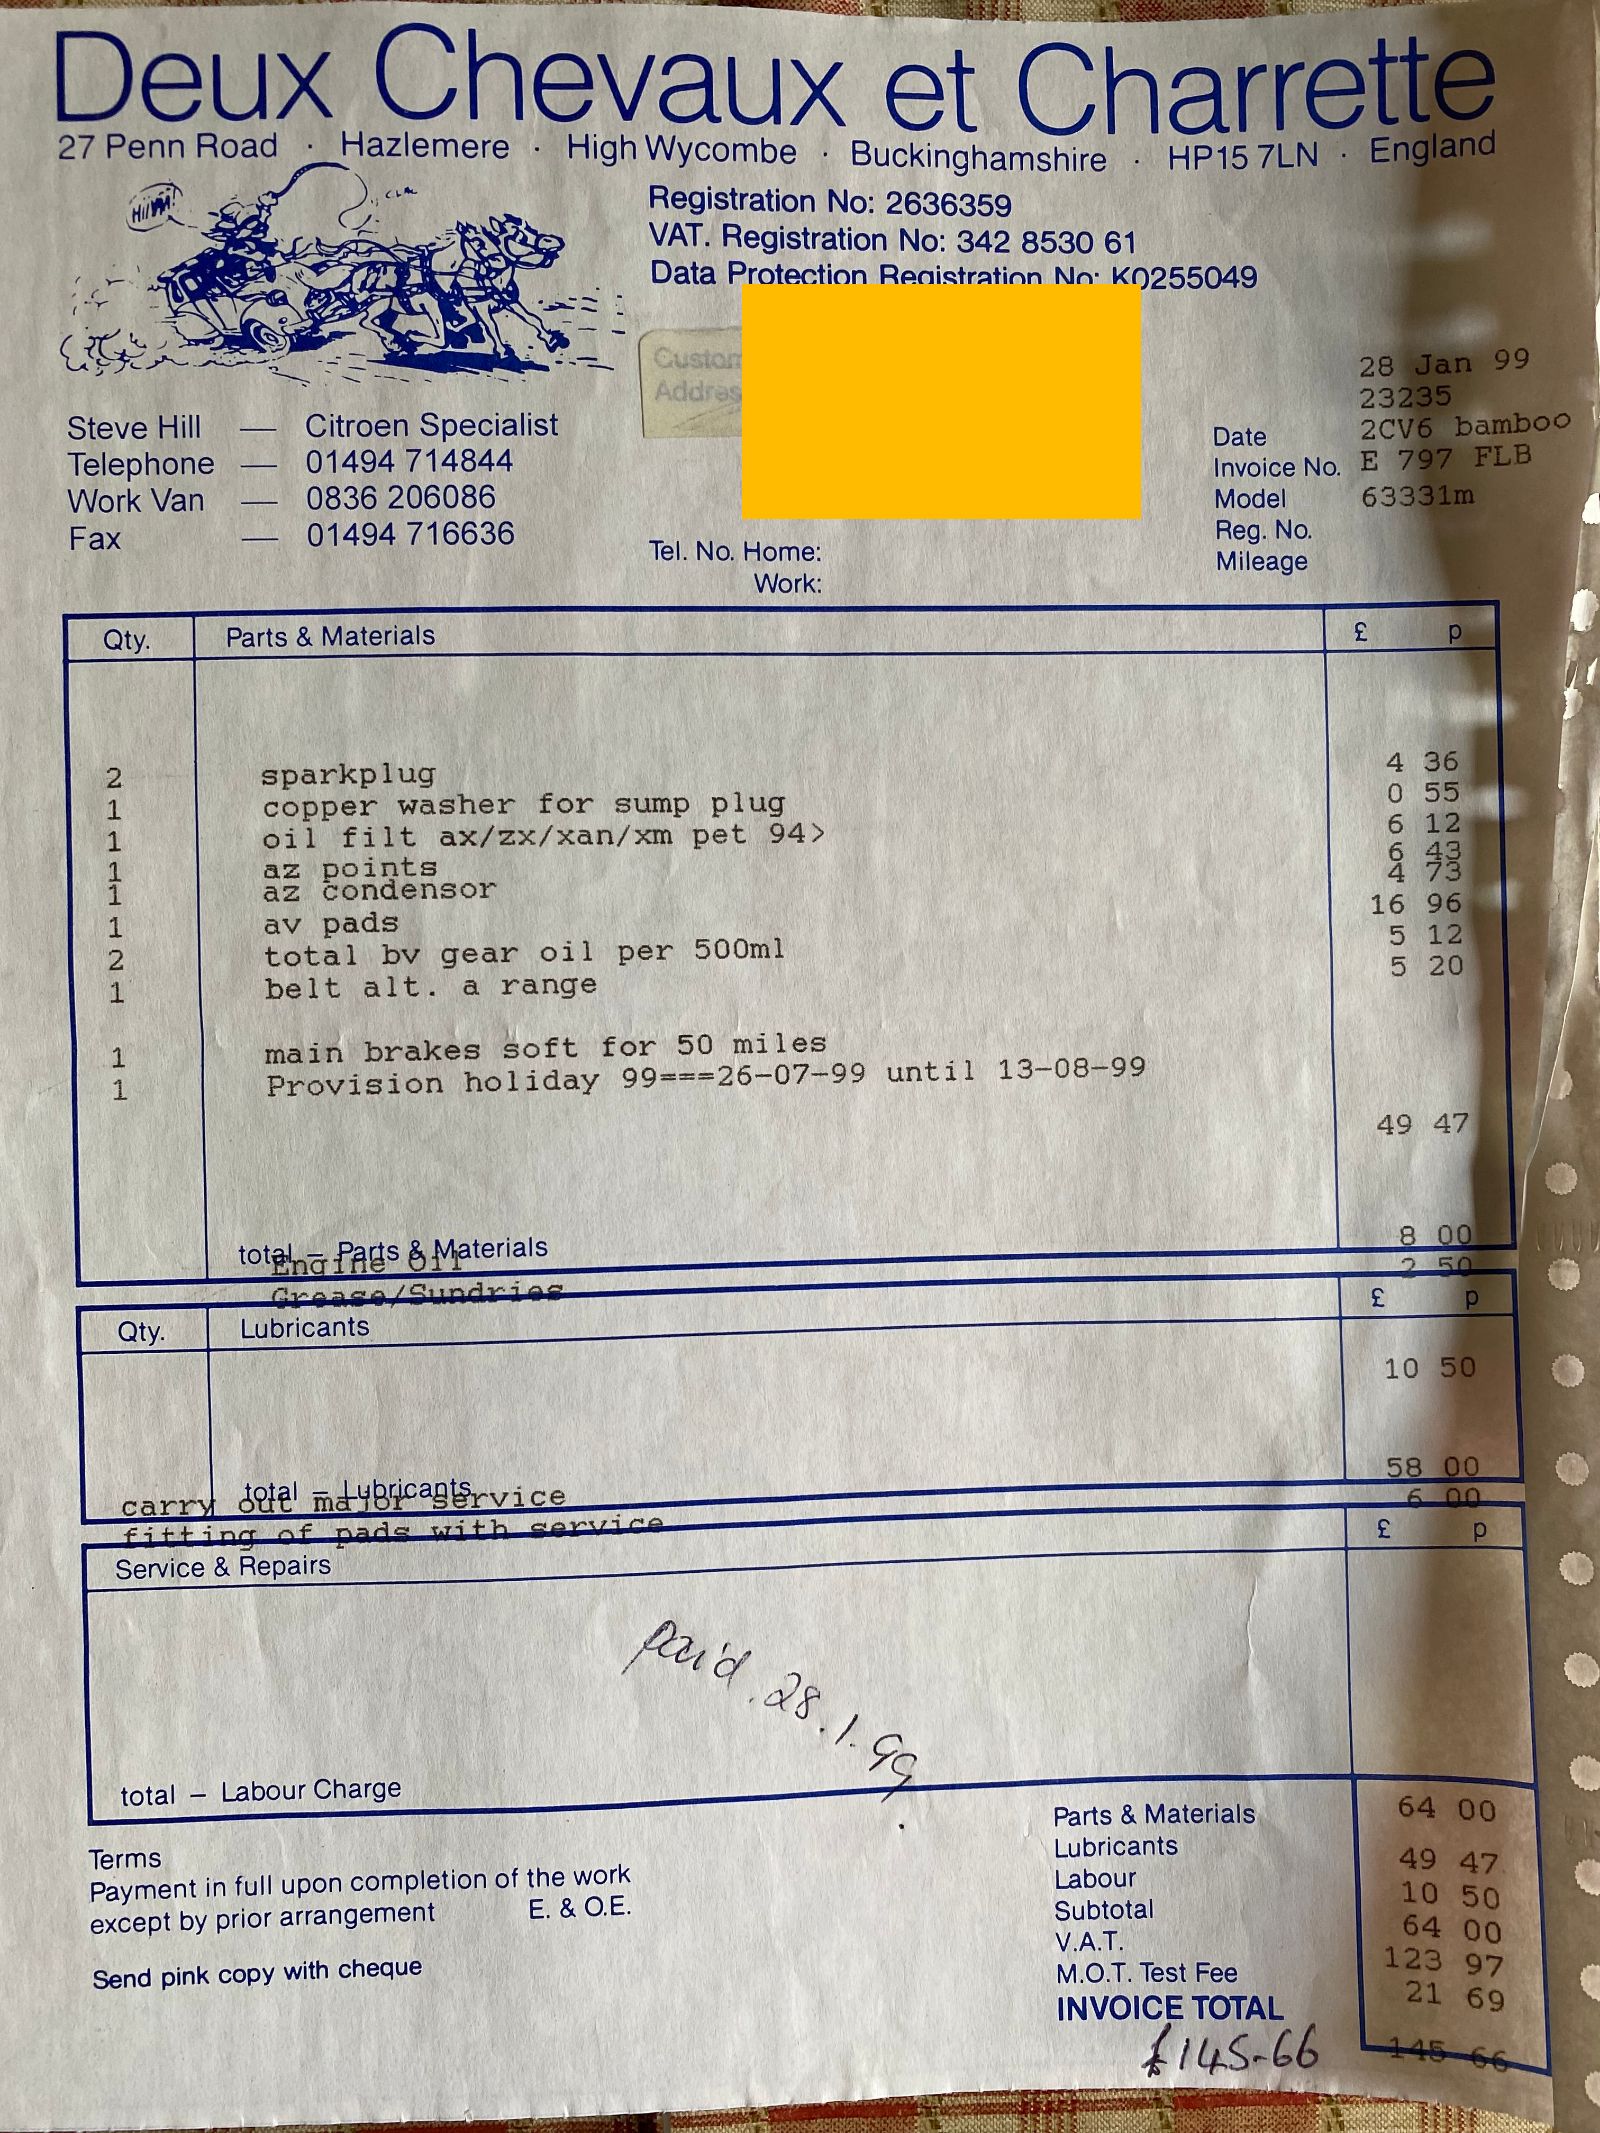 Deux Chevaux et Charrette
27 Penn Road · Hazlemere · High Wycombe · Buckinghamshire · HP15 7LN · England
Registration No: 2636359
VAT. Registration No: 342 8530 61
Data Protection Registration No: K0255049
Custom
Addres
28 Jan 99
23235
2CV6 bamboo
E 797 FLB
63331m
Steve Hill — Citroen Specialist
Telephone — 01494 714844
Work Van — 0836 206086
Fax — 01494 716636
Date
Invoice No.
Model
Reg. No.
Mileage
Tel. No. Home:
Work:
Qty. Parts & Materials £ p
2 sparkplug 4 36
1 copper washer for sump plug 0 55
1 oil filt ax/zx/xan/xm pet 94> 6 12
1 az points 6 43
1 az condensor 4 73
1 av pads 16 96
2 total bv gear oil per 500ml 5 12
1 belt alt. a range 5 20
1 main brakes soft for 50 miles
1 Provision holiday 99===26-07-99 until 13-08-99
49 47
total – Parts & Materials
Engine Oil 8 00
Grease/Sundries 2 50
Qty. Lubricants £ p
10 50
total – Lubricants
carry out major service 58 00
fitting of pads with service 6 00
Service & Repairs £ p
paid. 28.1.99.
total – Labour Charge
64 00
Terms
Payment in full upon completion of the work
except by prior arrangement E. & O.E.
Send pink copy with cheque
Parts & Materials
Lubricants
Labour
Subtotal
V.A.T.
M.O.T. Test Fee
INVOICE TOTAL
49 47
10 50
64 00
123 97
21 69
145 66
£145-66